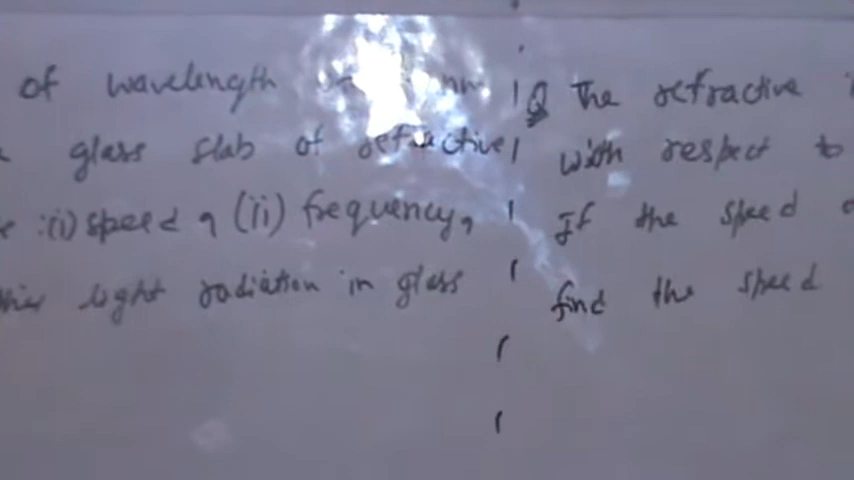 of wavelength
glass slab of refractive
:(i) speed, (ii) frequency,
light radiation in glass
Q The refractive
with respect to
If the speed
find the speed